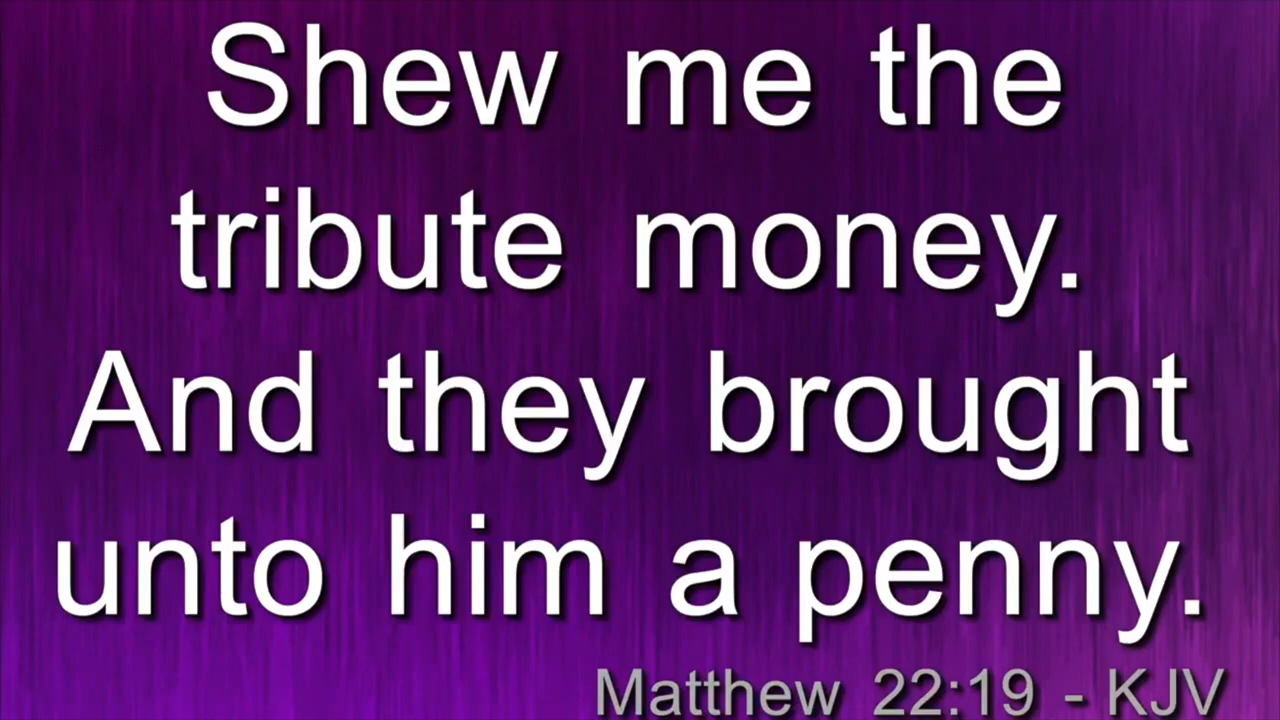 Shew me the
tribute money.
And they brought
unto him a penny.
Matthew 22:19 - KJV